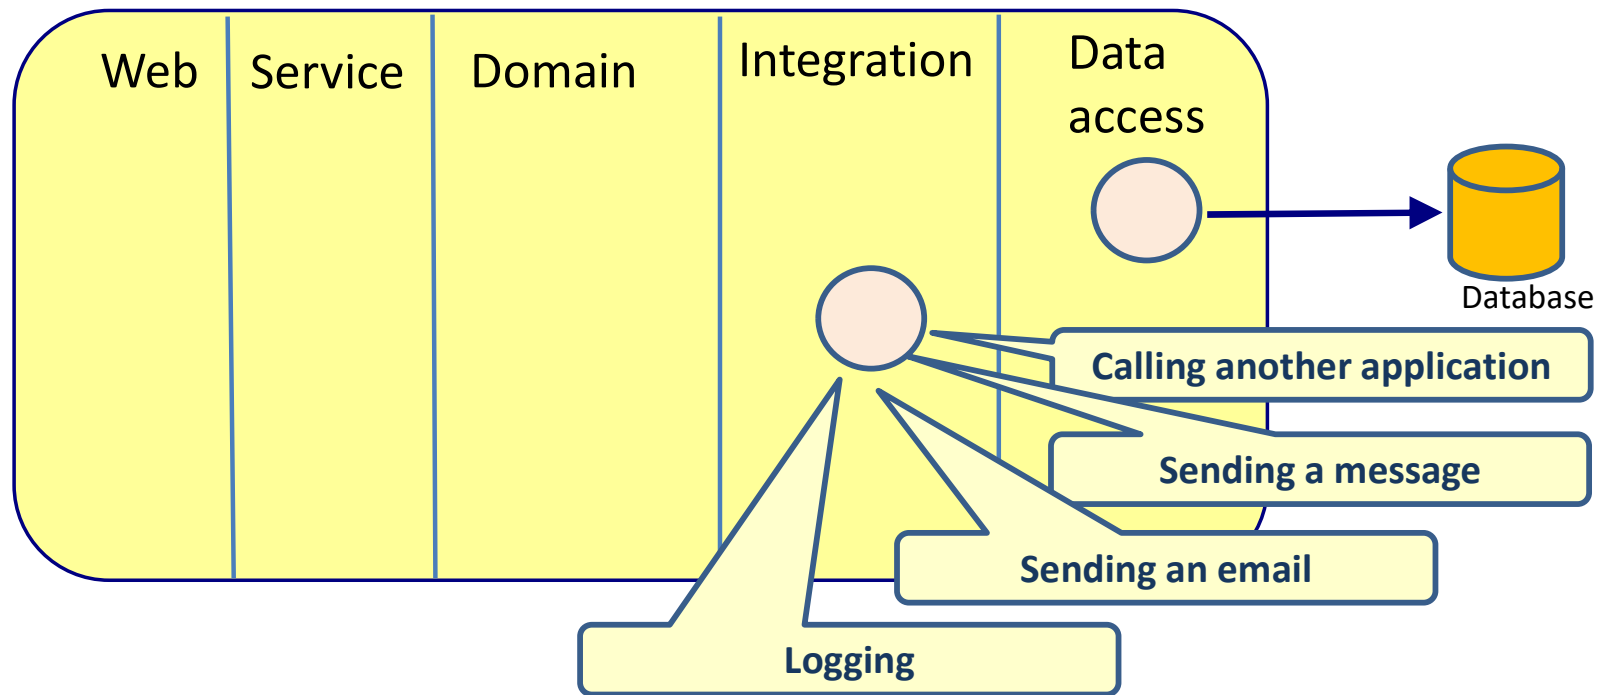 Web
Service
Domain
Integration
Data
access
Database
Calling another application
Sending a message
Sending an email
Logging